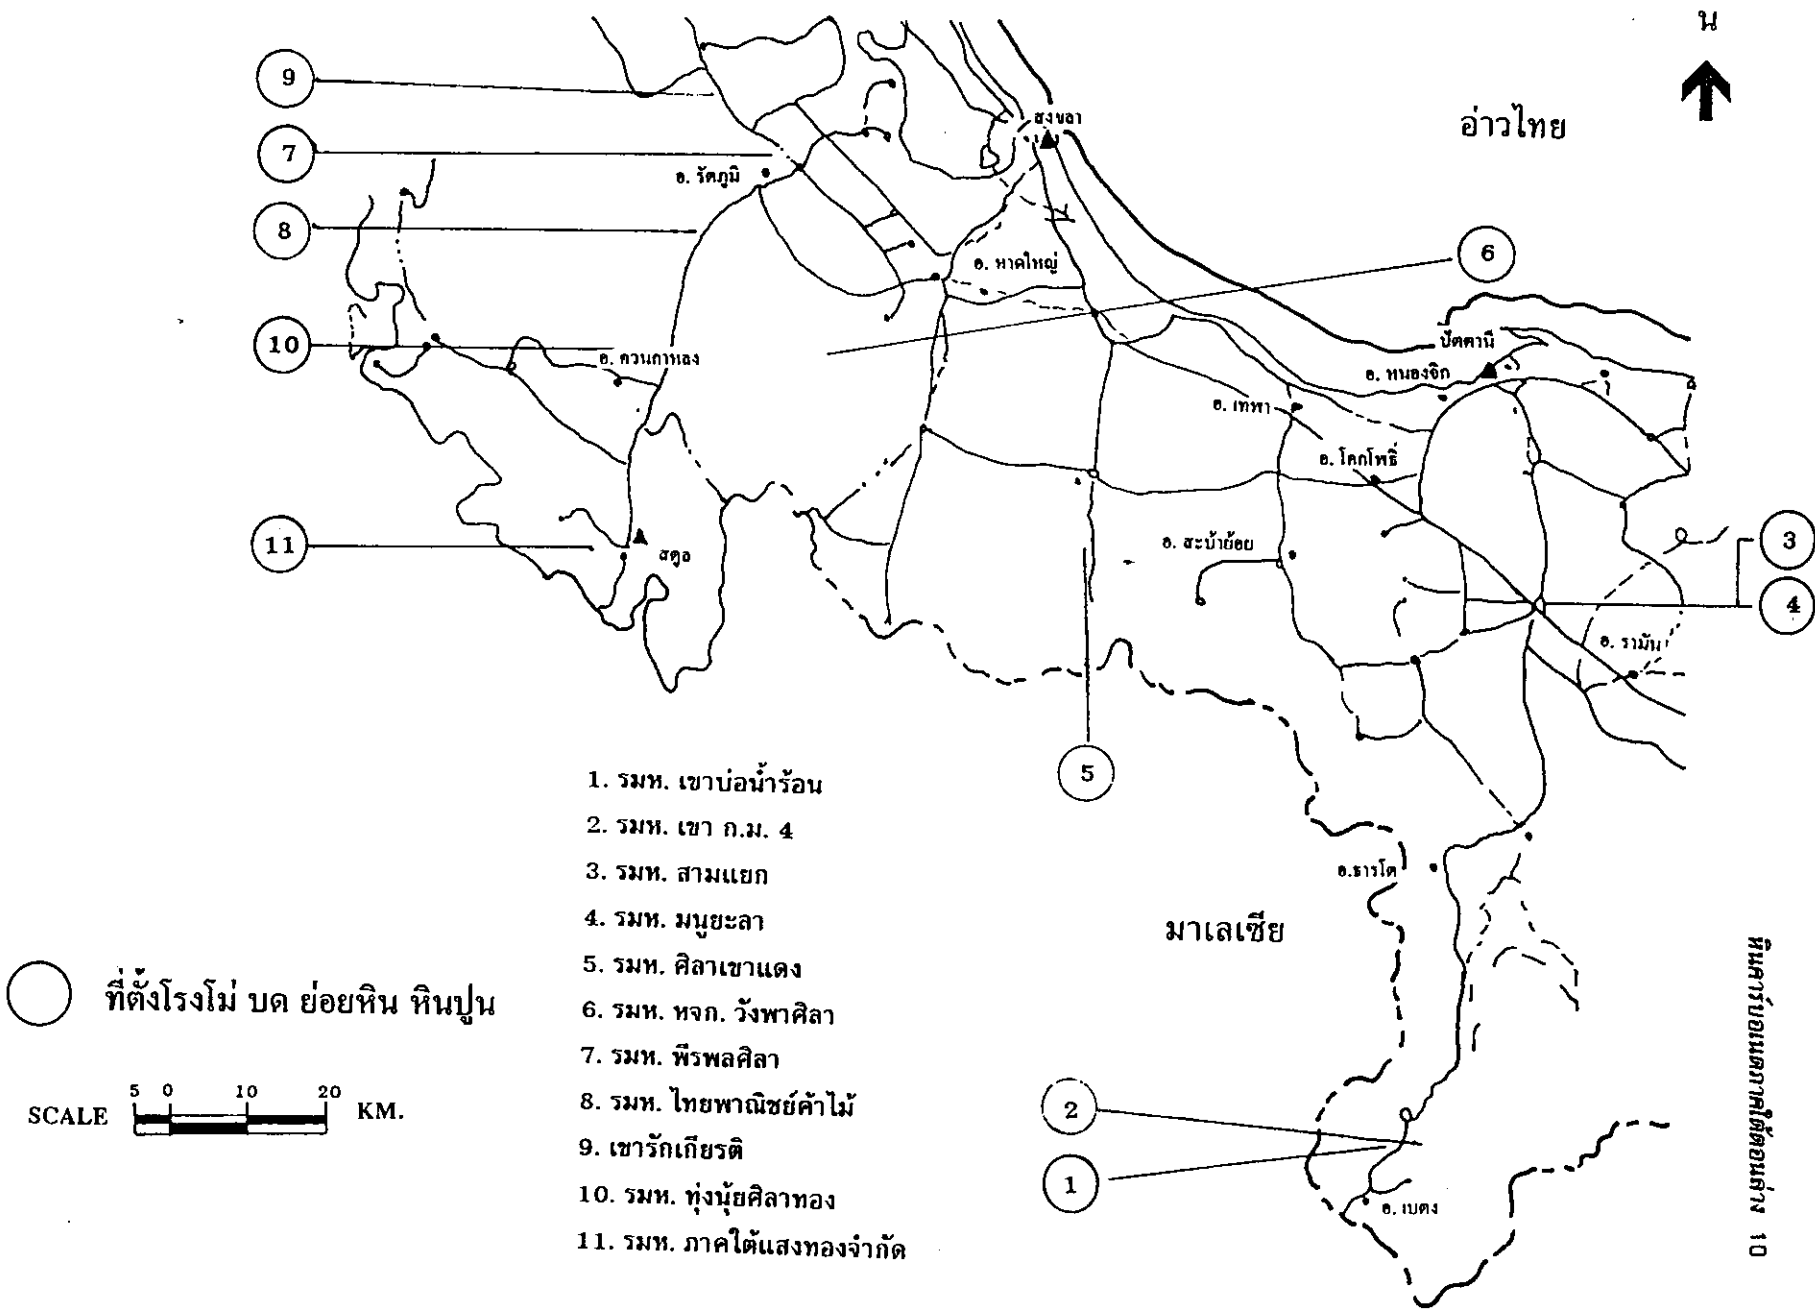 น
อ่าวไทย
9
7
8
10
11
6
3
4
5
2
1
สงขลา
อ. รัตภูมิ
อ. หาดใหญ่
อ. ควนกาหลง
ปัตตานี
อ. หนองจิก
อ. เทพา
อ. โคกโพธิ์
อ. สะบ้าย้อย
สตูล
อ. รามัน
อ.ธารโต
มาเลเซีย
อ. เบตง
1. รมห. เขาบ่อน้ำร้อน
2. รมห. เขา ก.ม. 4
3. รมห. สามแยก
4. รมห. มนูยะลา
5. รมห. ศิลาเขาแดง
6. รมห. หจก. วังพาศิลา
7. รมห. พีรพลศิลา
8. รมห. ไทยพาณิชย์ค้าไม้
9. เขารักเกียรติ
10. รมห. ทุ่งนุ้ยศิลาทอง
11. รมห. ภาคใต้แสงทองจำกัด
ที่ตั้งโรงโม่ บด ย่อยหิน หินปูน
SCALE 5 0 10 20 KM.
หินคาร์บอเนตภาคใต้ตอนล่าง 10